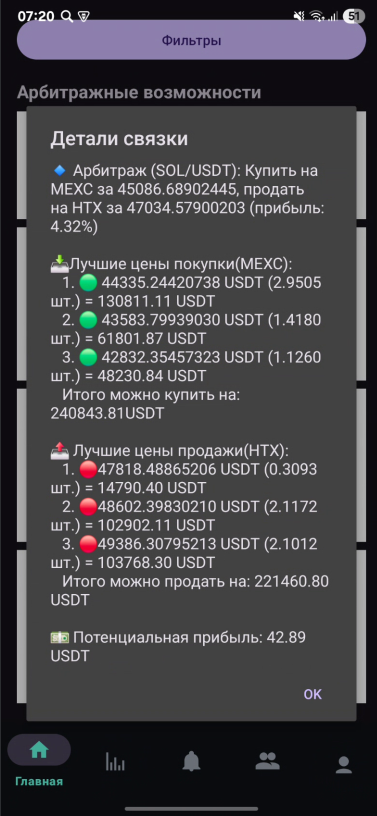 07:20
51
Фильтры
Арбитражные возможности
Детали связки
🔹 Арбитраж (SOL/USDT): Купить на
MEXC за 45086.68902445, продать
на HTX за 47034.57900203 (прибыль:
4.32%)
📥Лучшие цены покупки(MEXC):
1. 🟢 44335.24420738 USDT (2.9505
шт.) = 130811.11 USDT
2. 🟢 43583.79939030 USDT (1.4180
шт.) = 61801.87 USDT
3. 🟢 42832.35457323 USDT (1.1260
шт.) = 48230.84 USDT
Итого можно купить на:
240843.81USDT
📤 Лучшие цены продажи(HTX):
1. 🔴47818.48865206 USDT (0.3093
шт.) = 14790.40 USDT
2. 🔴48602.39830210 USDT (2.1172
шт.) = 102902.11 USDT
3. 🔴49386.30795213 USDT (2.1012
шт.) = 103768.30 USDT
Итого можно продать на: 221460.80
USDT
💵 Потенциальная прибыль: 42.89
USDT
OK
Главная